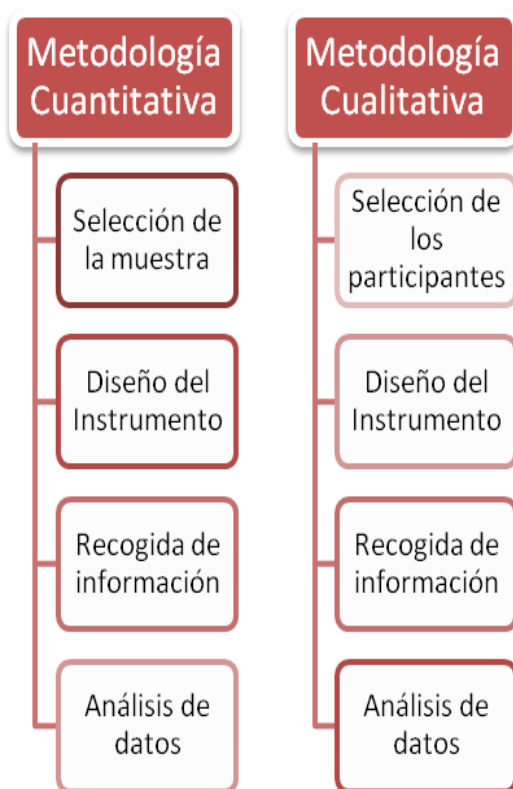 Metodología
Cuantitativa
Selección de
la muestra
Diseño del
Instrumento
Recogida de
información
Análisis de
datos
Metodología
Cualitativa
Selección de
los
participantes
Diseño del
Instrumento
Recogida de
información
Análisis de
datos